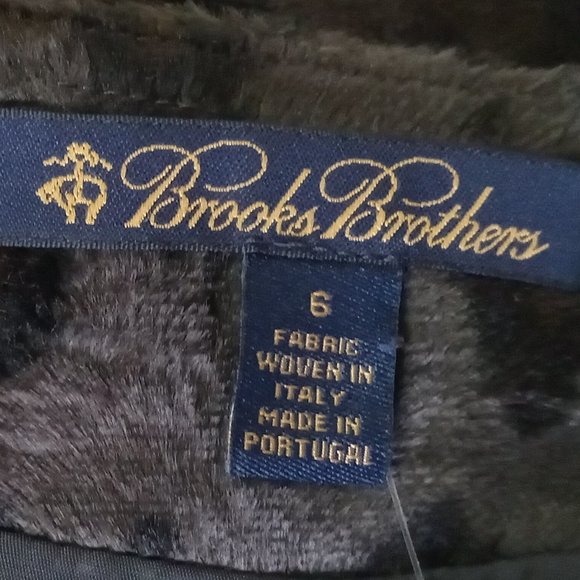 Brooks Brothers
6
FABRIC
WOVEN IN
ITALY
MADE IN
PORTUGAL